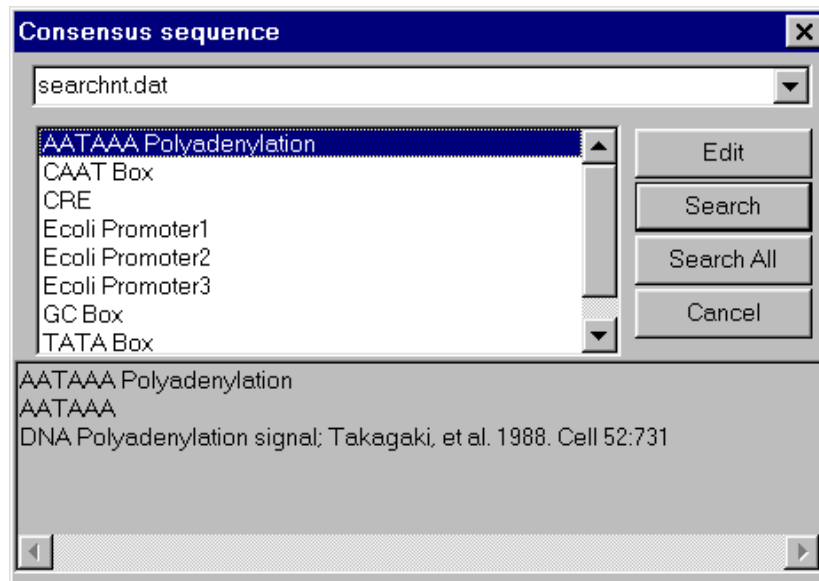 Consensus sequence
searchnt.dat
AATAAA Polyadenylation
CAAT Box
CRE
Ecoli Promoter1
Ecoli Promoter2
Ecoli Promoter3
GC Box
TATA Box
Edit
Search
Search All
Cancel
AATAAA Polyadenylation
AATAAA
DNA Polyadenylation signal; Takagaki, et al. 1988. Cell 52:731